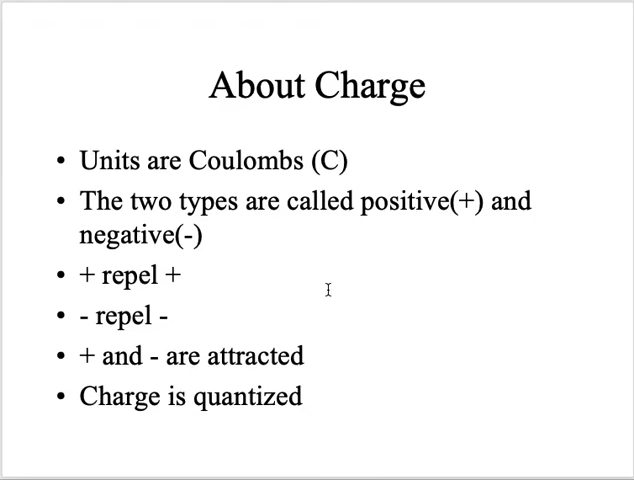 About Charge
• Units are Coulombs (C)
• The two types are called positive(+) and
negative(-)
• + repel +
• - repel -
• + and - are attracted
• Charge is quantized